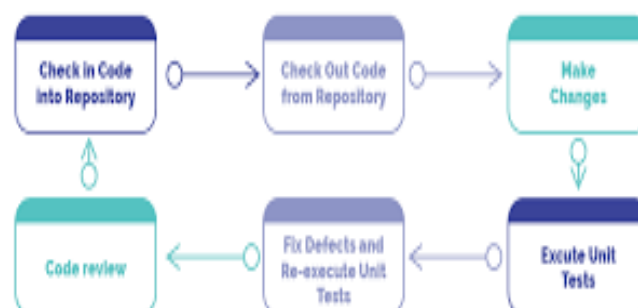 Check in Code
into Repository
Check Out Code
from Repository
Make
Changes
Code review
Fix Defects and
Re-execute Unit
Tests
Excute Unit
Tests